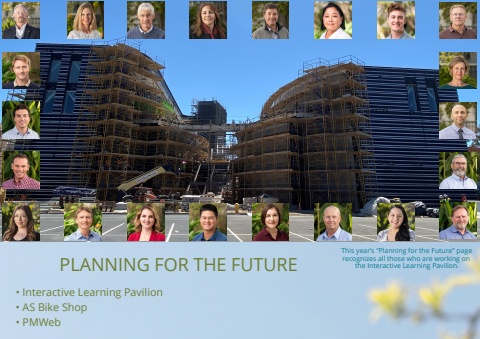 This year's "Planning for the Future" page
recognizes all those who are working on
the Interactive Learning Pavilion.
PLANNING FOR THE FUTURE
• Interactive Learning Pavilion
• AS Bike Shop
• PMWeb